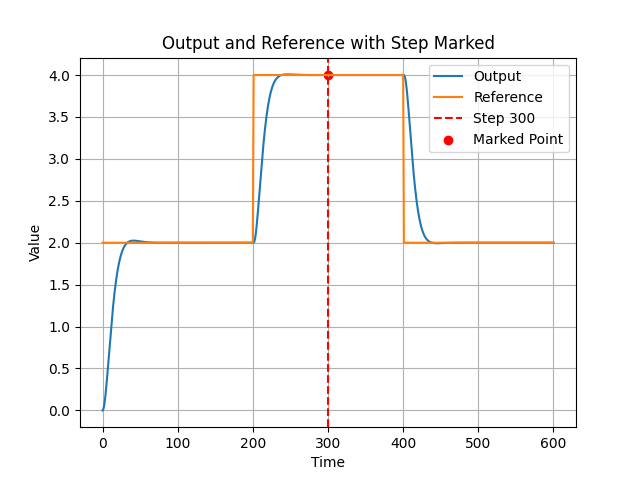 Output and Reference with Step Marked
Output
Reference
Step 300
Marked Point
Value
4.0
3.5
3.0
2.5
2.0
1.5
1.0
0.5
0.0
0 100 200 300 400 500 600
Time